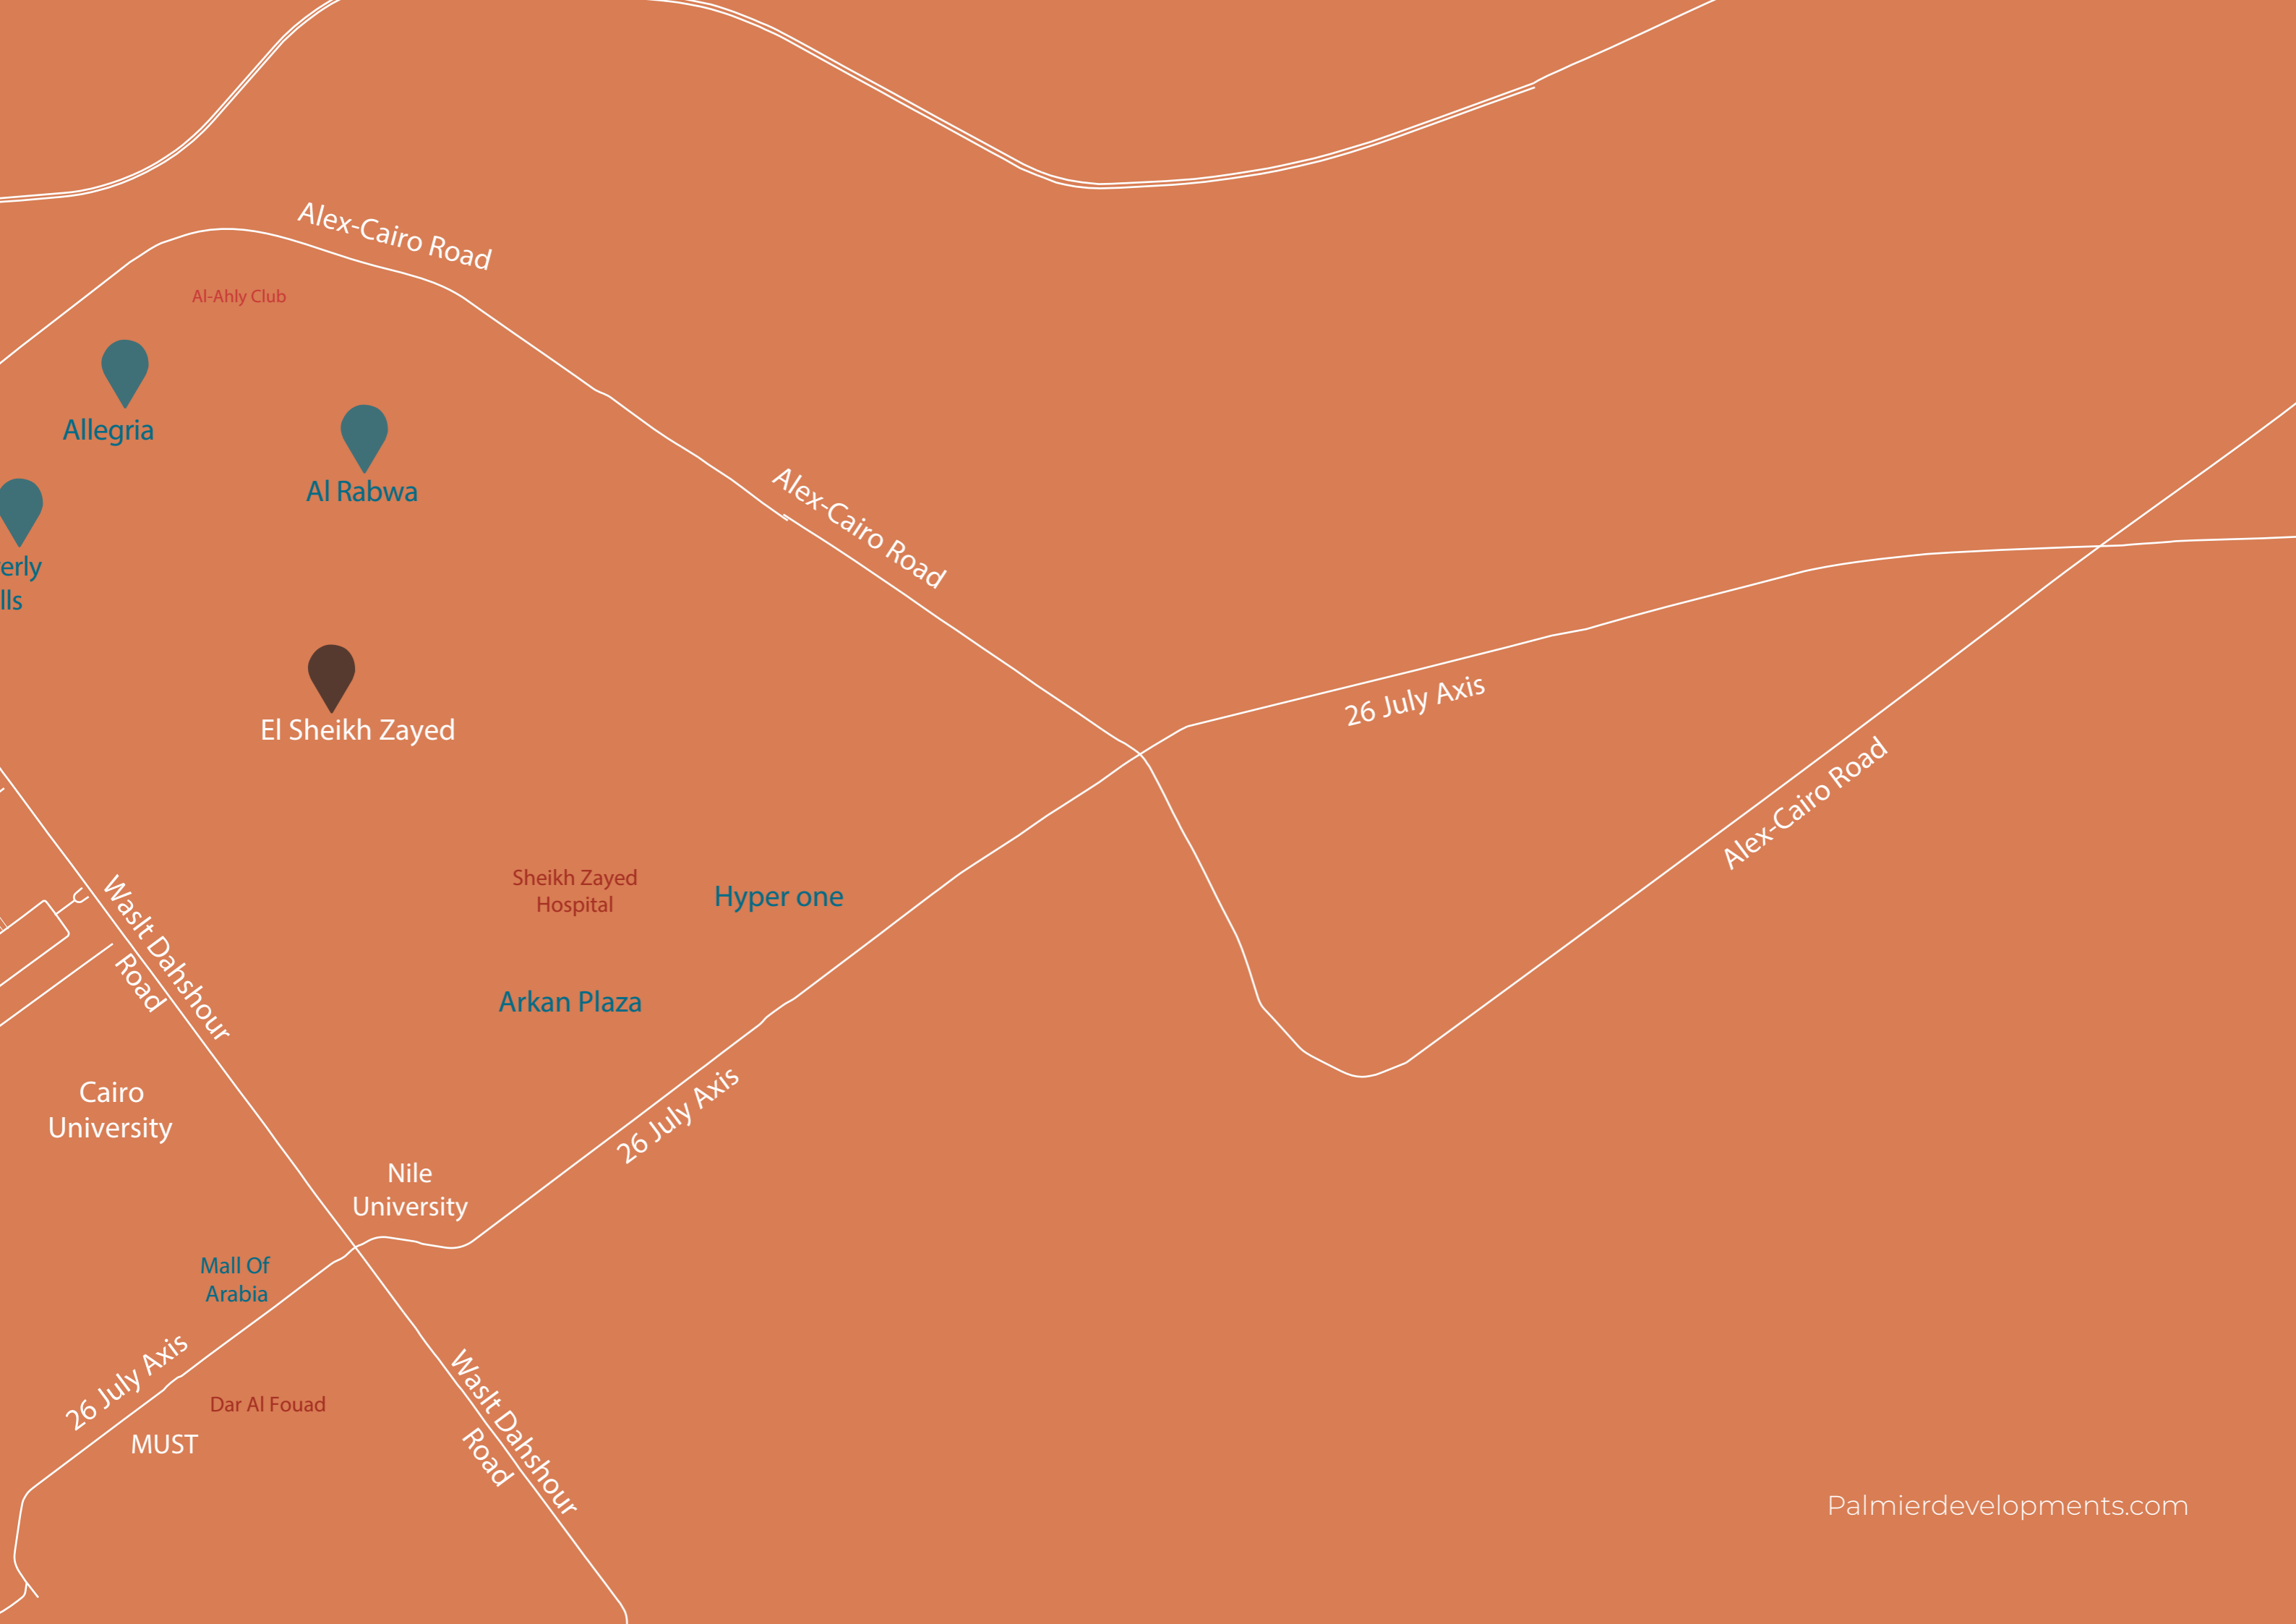 Alex-Cairo Road
Al-Ahly Club
Allegria
Al Rabwa
Alex-Cairo Road
erly
lls
El Sheikh Zayed
26 July Axis
Alex-Cairo Road
Sheikh Zayed
Hospital
Hyper one
Waslt Dahshour
Road
Arkan Plaza
Cairo
University
26 July Axis
Nile
University
Mall Of
Arabia
26 July Axis
Dar Al Fouad
MUST
Waslt Dahshour
Road
Palmierdevelopments.com